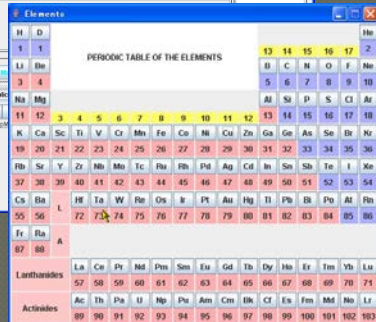 Elements
H D He
1 1 2
PERIODIC TABLE OF THE ELEMENTS
13 14 15 16 17
Li Be B C N O F Ne
3 4 5 6 7 8 9 10
Na Mg Al Si P S Cl Ar
11 12 3 4 5 6 7 8 9 10 11 12 13 14 15 16 17 18
K Ca Sc Ti V Cr Mn Fe Co Ni Cu Zn Ga Ge As Se Br Kr
19 20 21 22 23 24 25 26 27 28 29 30 31 32 33 34 35 36
Rb Sr Y Zr Nb Mo Tc Ru Rh Pd Ag Cd In Sn Sb Te I Xe
37 38 39 40 41 42 43 44 45 46 47 48 49 50 51 52 53 54
Cs Ba L Hf Ta W Re Os Ir Pt Au Hg Tl Pb Bi Po At Rn
55 56 72 73 74 75 76 77 78 79 80 81 82 83 84 85 86
Fr Ra A
87 88
Lanthanides La Ce Pr Nd Pm Sm Eu Gd Tb Dy Ho Er Tm Yb Lu
57 58 59 60 61 62 63 64 65 66 67 68 69 70 71
Actinides Ac Th Pa U Np Pu Am Cm Bk Cf Es Fm Md No Lr
89 90 91 92 93 94 95 96 97 98 99 100 101 102 103